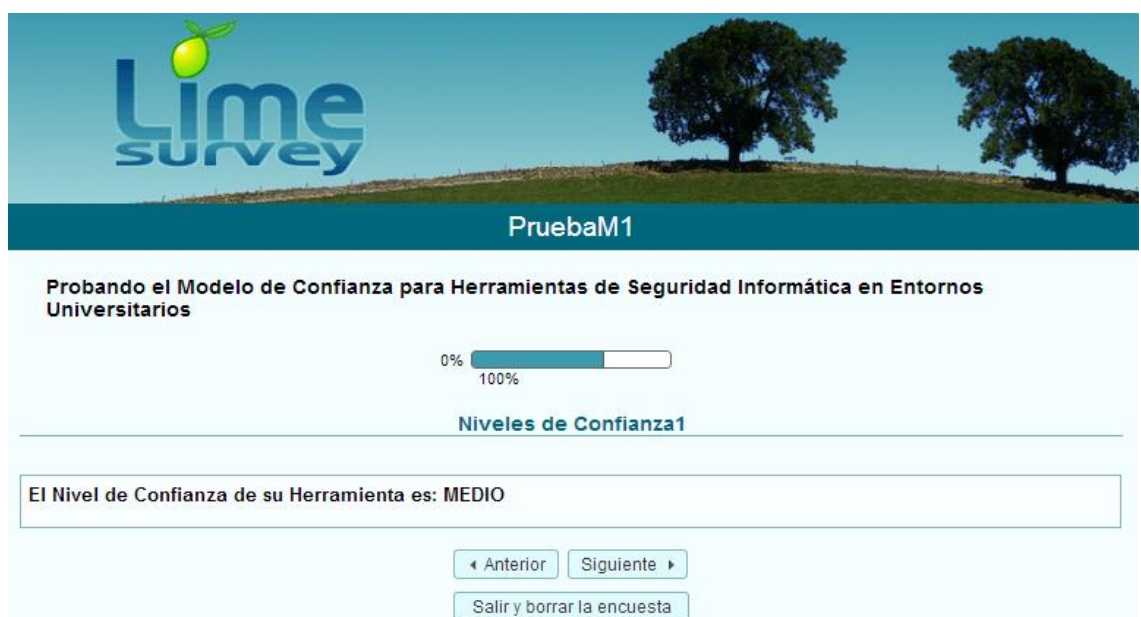 Lime
survey
PruebaM1
Probando el Modelo de Confianza para Herramientas de Seguridad Informática en Entornos
Universitarios
0%
100%
Niveles de Confianza1
El Nivel de Confianza de su Herramienta es: MEDIO
Anterior Siguiente
Salir y borrar la encuesta